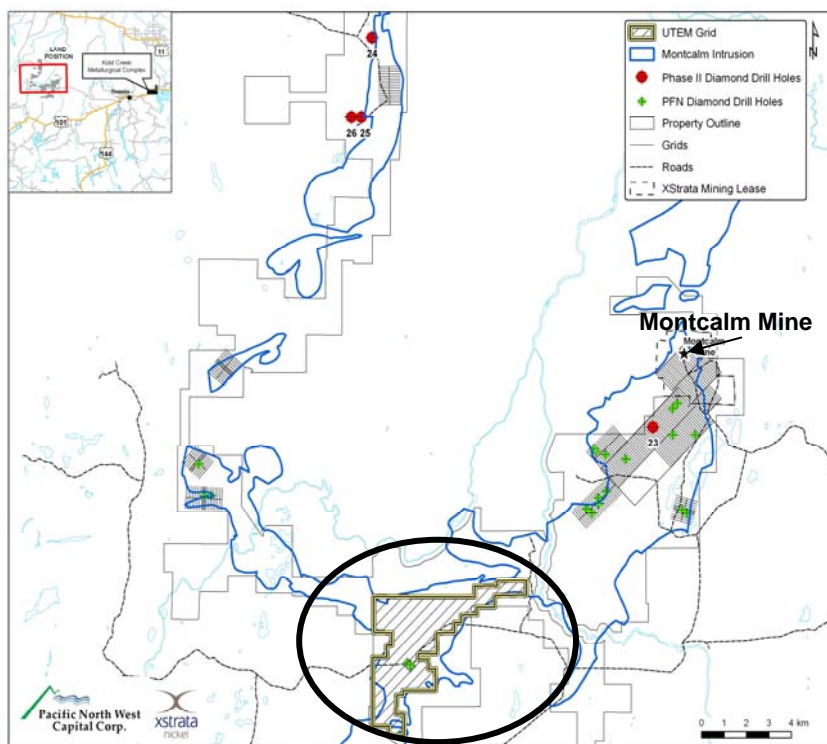 LAND
POSITION
Kidd Creek
Metallurgical Complex
11
Timmins
101
144
UTEM Grid
Montcalm Intrusion
Phase II Diamond Drill Holes
PFN Diamond Drill Holes
Property Outline
Grids
Roads
XStrata Mining Lease
N
24
26 25
Montcalm Mine
Montcalm
23
Pacific North West
Capital Corp.
xstrata
nickel
0 1 2 3 4 km